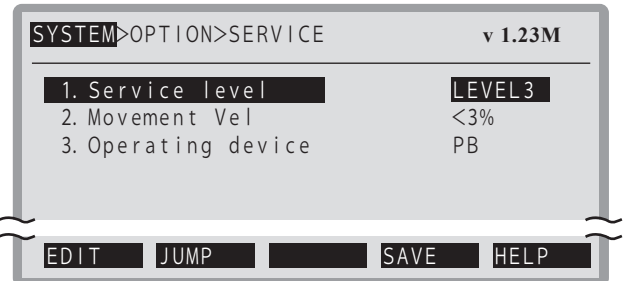 SYSTEM>OPTION>SERVICE v 1.23M
1. Service level LEVEL3
2. Movement Vel <3%
3. Operating device PB
EDIT JUMP SAVE HELP